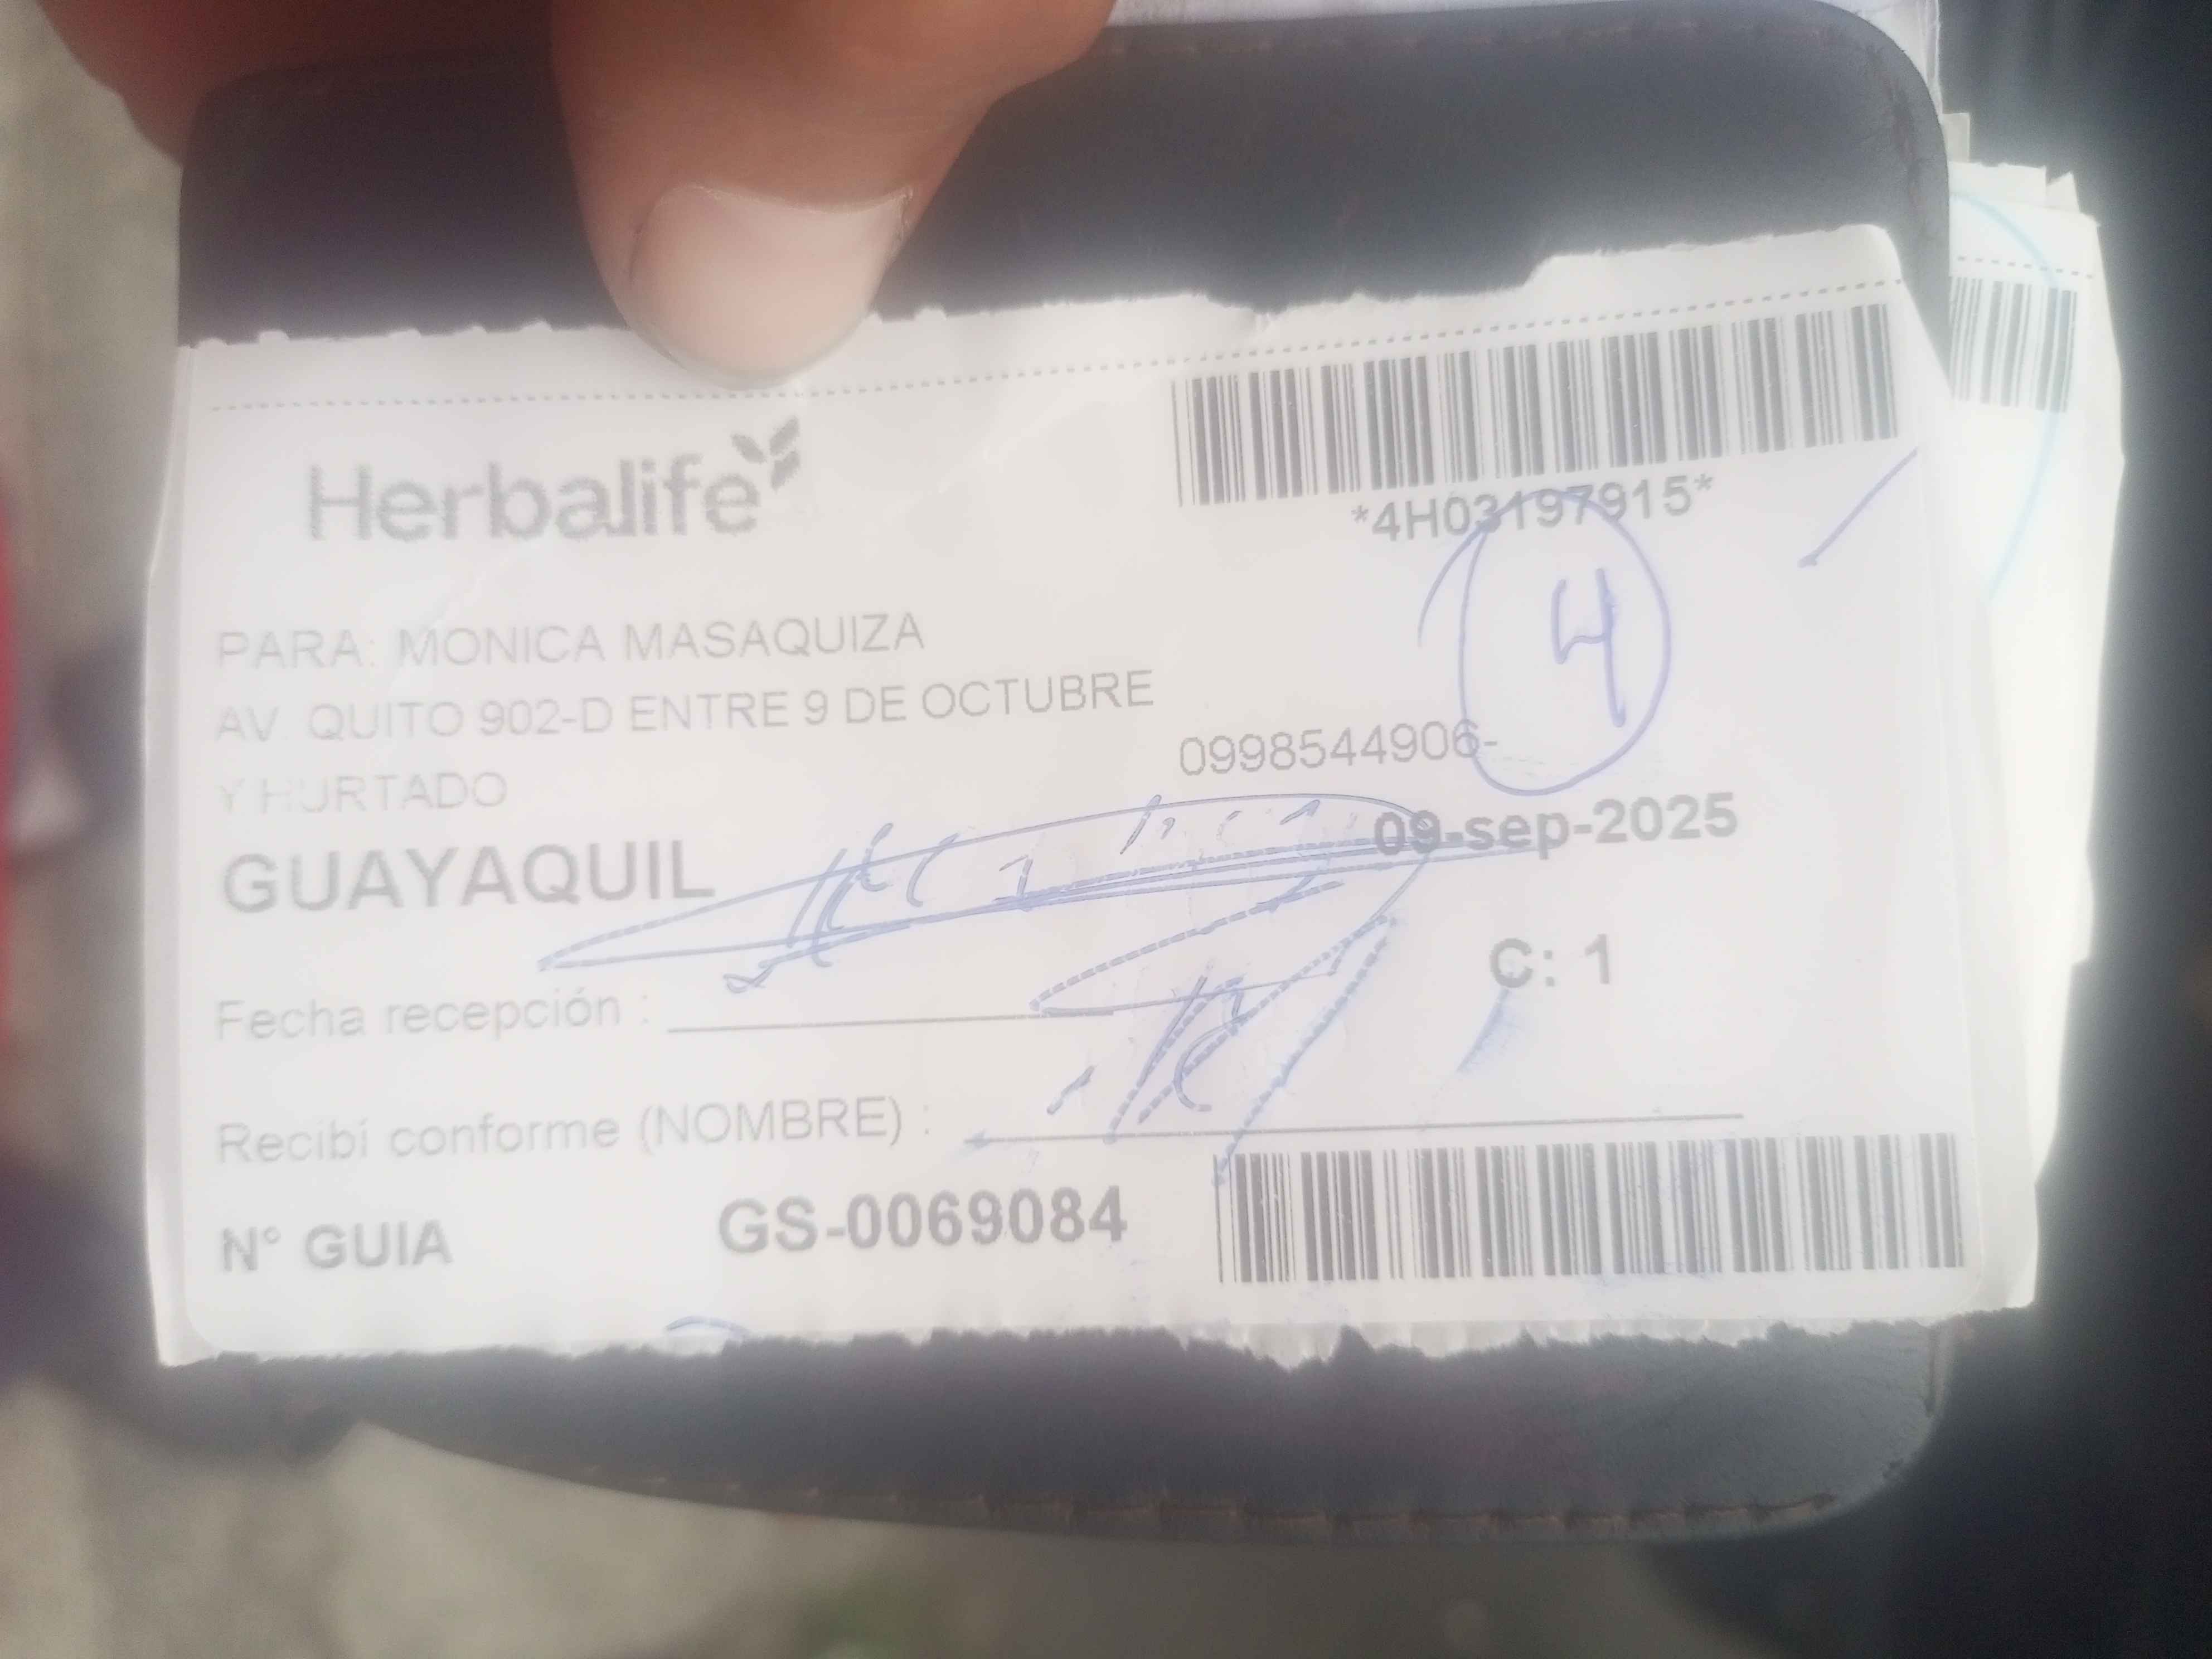 Herbalife
*4H03197915*
4
PARA: MONICA MASAQUIZA
AV. QUITO 902-D ENTRE 9 DE OCTUBRE
Y HURTADO
0998544906-
GUAYAQUIL
09-sep-2025
C: 1
Fecha recepción :
Recibí conforme (NOMBRE) :
N° GUIA GS-0069084